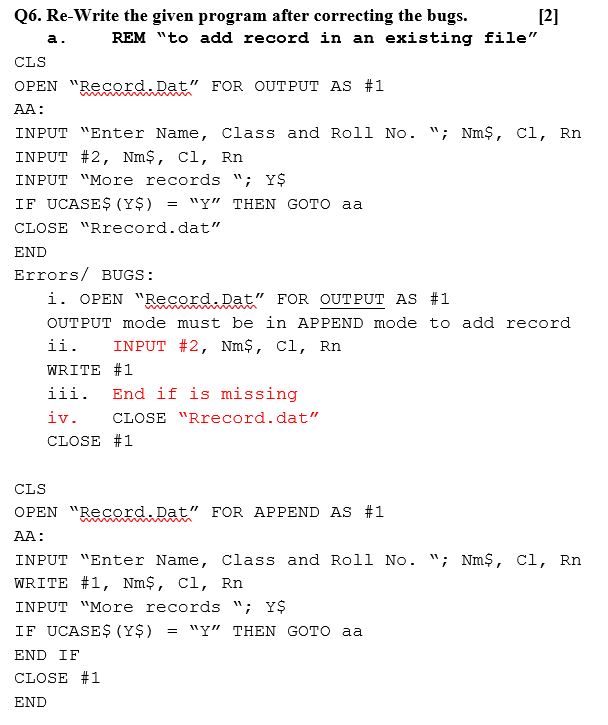 Q6. Re-Write the given program after correcting the bugs. [2]
a. REM “to add record in an existing file”
CLS
OPEN “Record.Dat” FOR OUTPUT AS #1
AA:
INPUT “Enter Name, Class and Roll No. “; Nm$, Cl, Rn
INPUT #2, Nm$, Cl, Rn
INPUT “More records “; Y$
IF UCASE$(Y$) = “Y” THEN GOTO aa
CLOSE “Rrecord.dat”
END
Errors/ BUGS:
i. OPEN “Record.Dat” FOR OUTPUT AS #1
OUTPUT mode must be in APPEND mode to add record
ii. INPUT #2, Nm$, Cl, Rn
WRITE #1
iii. End if is missing
iv. CLOSE “Rrecord.dat”
CLOSE #1
CLS
OPEN “Record.Dat” FOR APPEND AS #1
AA:
INPUT “Enter Name, Class and Roll No. “; Nm$, Cl, Rn
WRITE #1, Nm$, Cl, Rn
INPUT “More records “; Y$
IF UCASE$(Y$) = “Y” THEN GOTO aa
END IF
CLOSE #1
END